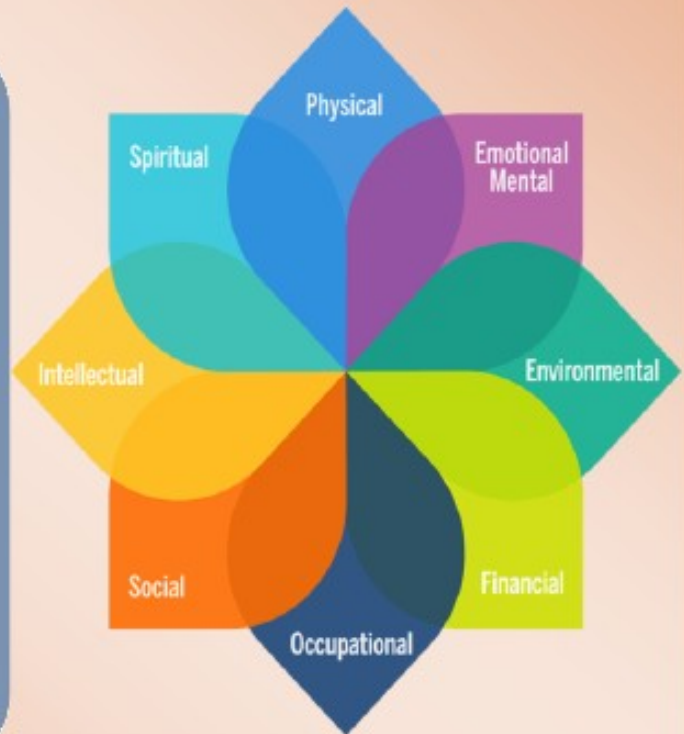 Physical
Spiritual
Emotional
Mental
Intellectual
Environmental
Social
Financial
Occupational